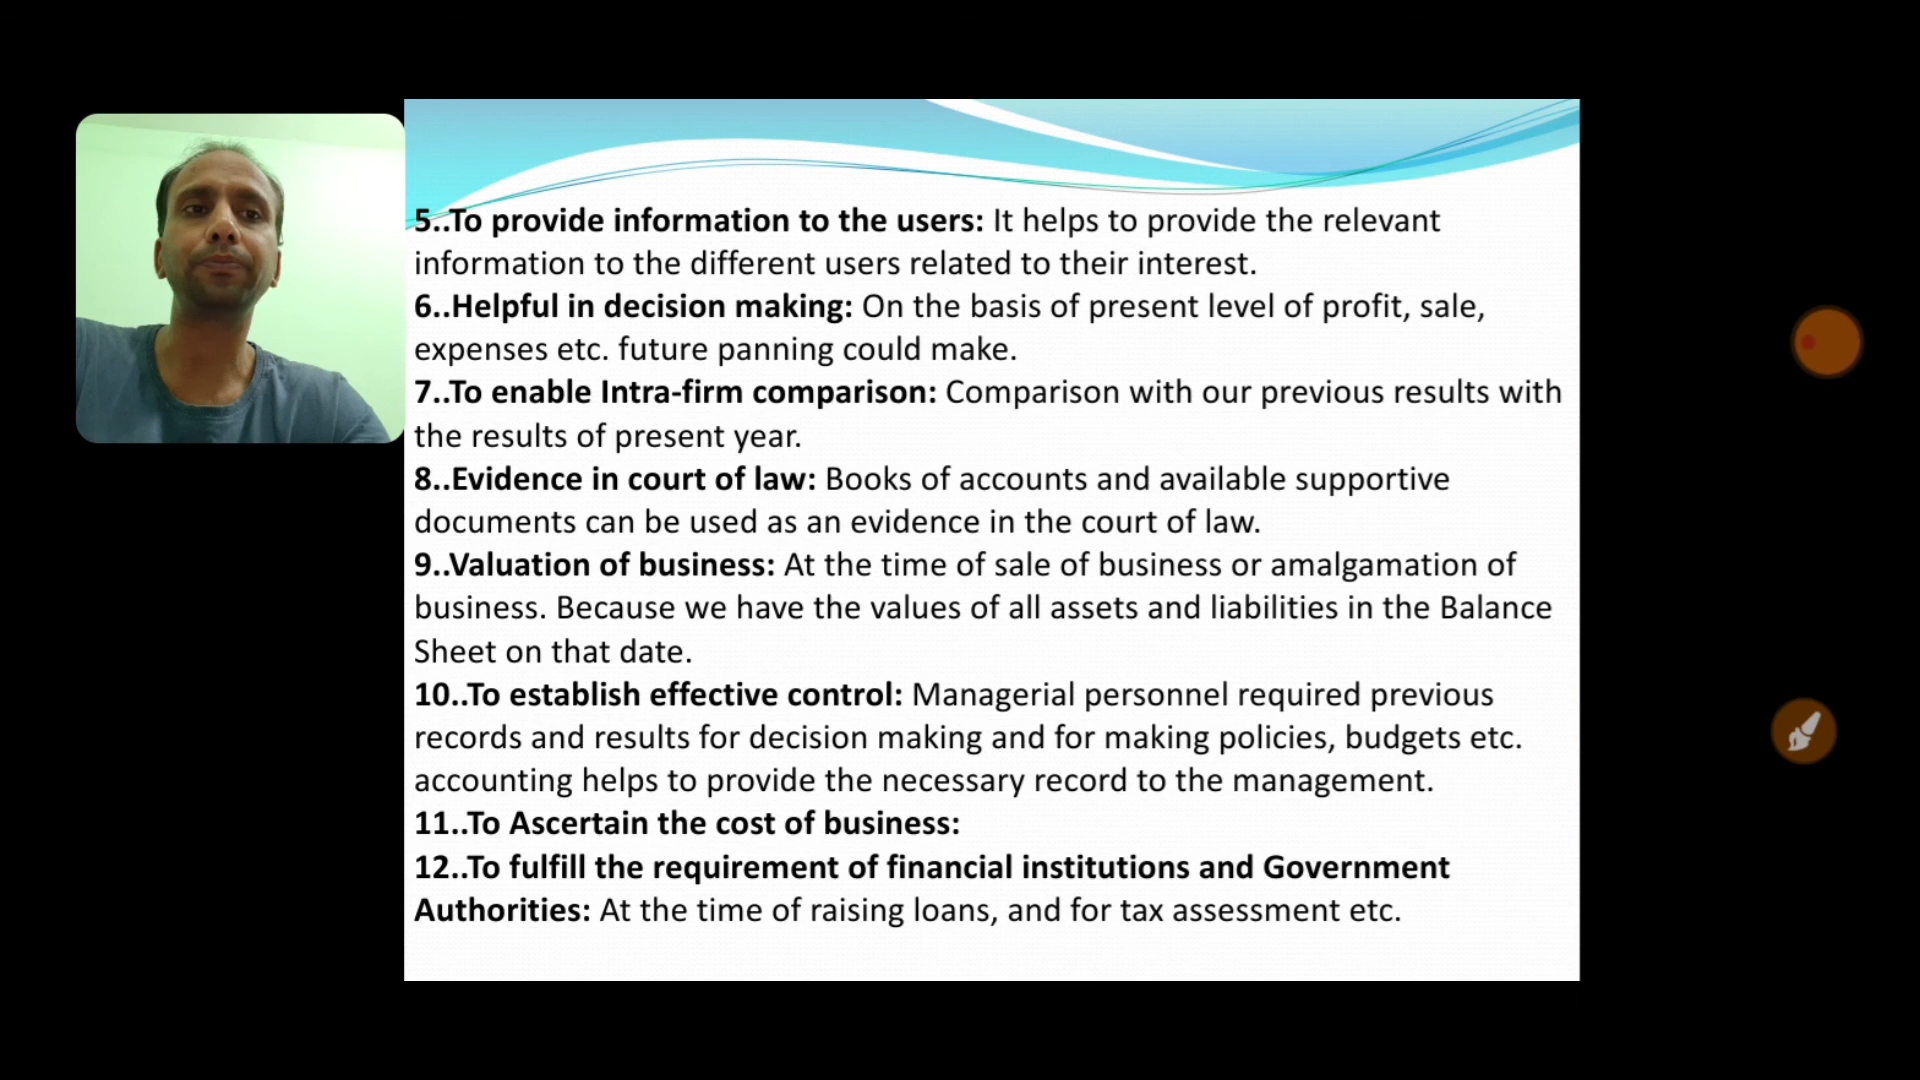 5..To provide information to the users: It helps to provide the relevant
information to the different users related to their interest.
6..Helpful in decision making: On the basis of present level of profit, sale,
expenses etc. future panning could make.
7..To enable Intra-firm comparison: Comparison with our previous results with
the results of present year.
8..Evidence in court of law: Books of accounts and available supportive
documents can be used as an evidence in the court of law.
9..Valuation of business: At the time of sale of business or amalgamation of
business. Because we have the values of all assets and liabilities in the Balance
Sheet on that date.
10..To establish effective control: Managerial personnel required previous
records and results for decision making and for making policies, budgets etc.
accounting helps to provide the necessary record to the management.
11..To Ascertain the cost of business:
12..To fulfill the requirement of financial institutions and Government
Authorities: At the time of raising loans, and for tax assessment etc.